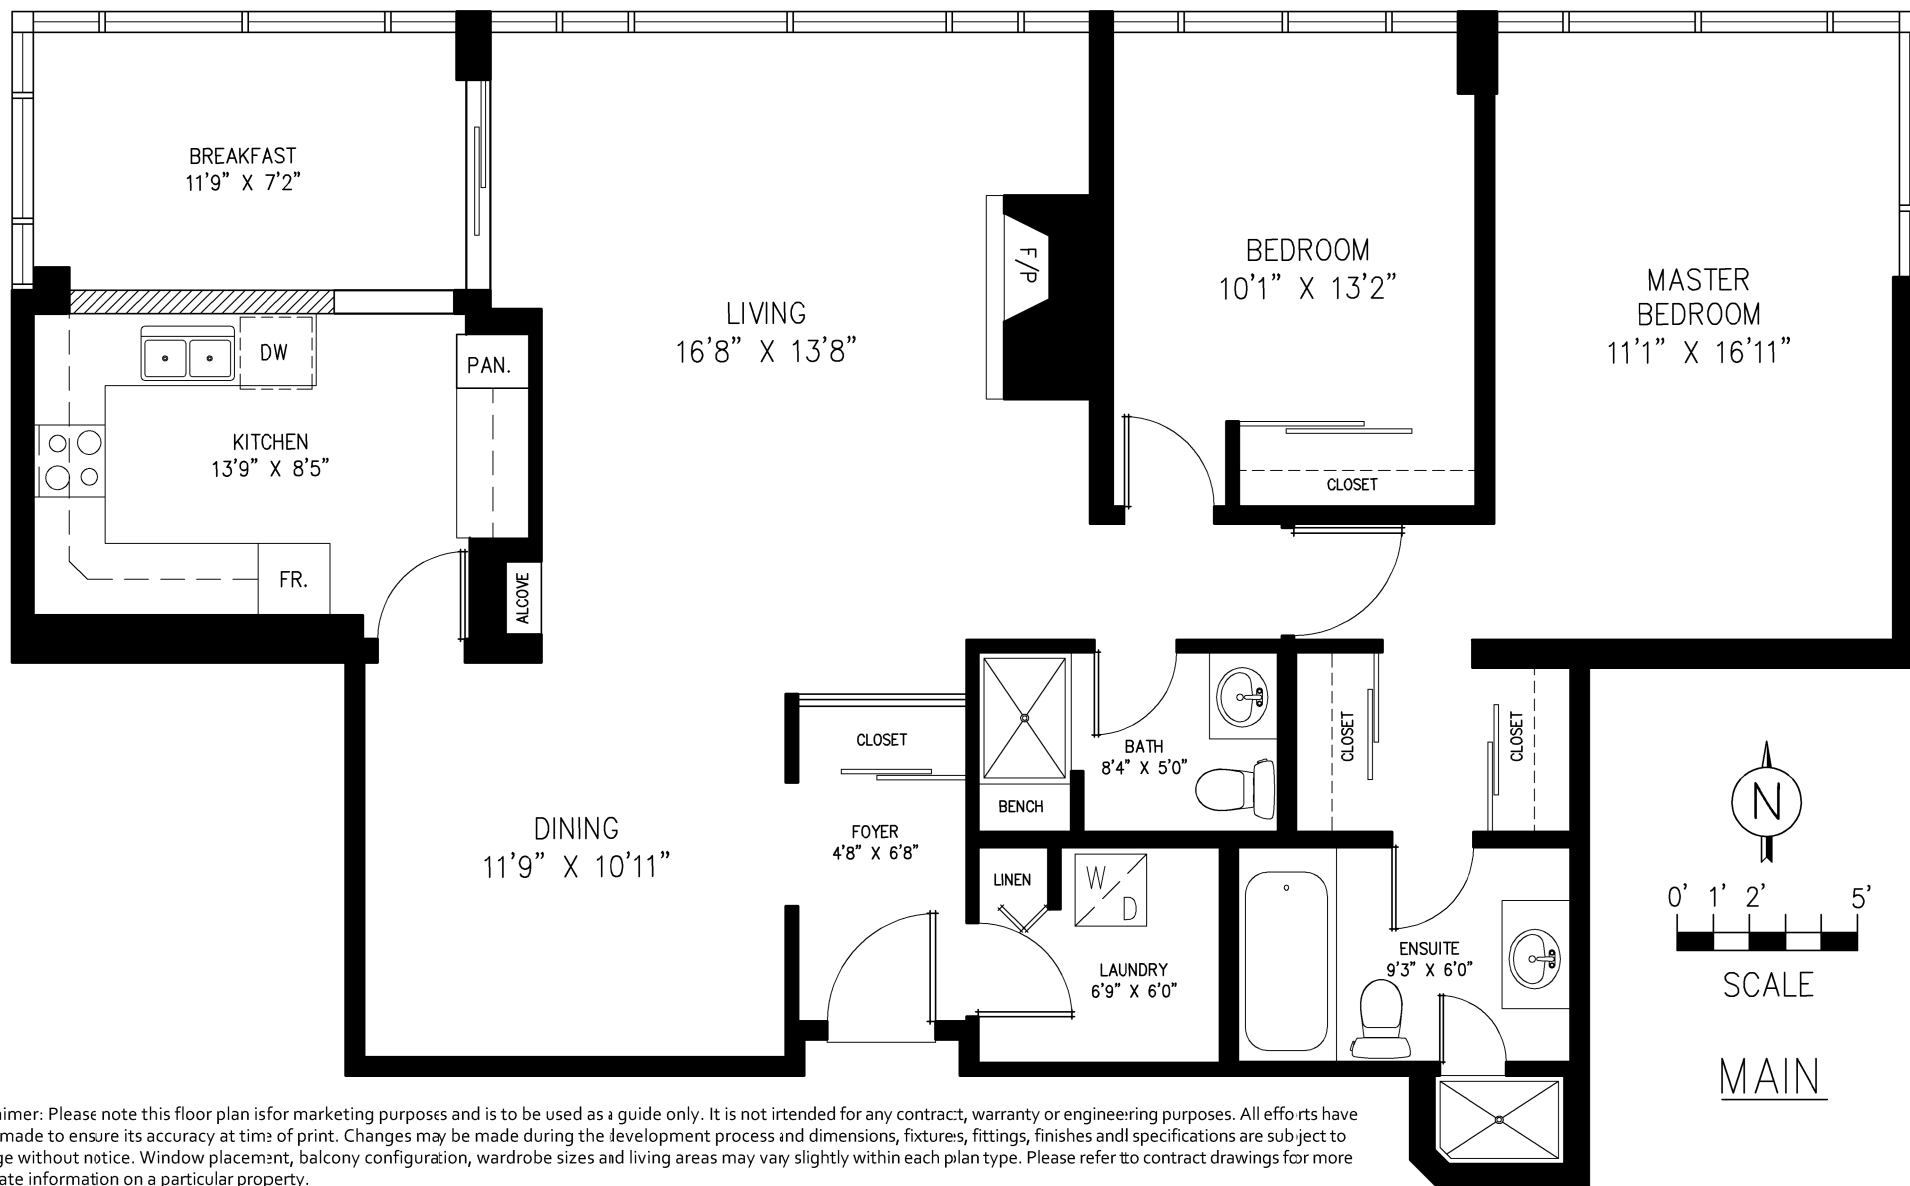 BREAKFAST
11'9" X 7'2"
LIVING
16'8" X 13'8"
F/P
BEDROOM
10'1" X 13'2"
MASTER
BEDROOM
11'1" X 16'11"
DW
PAN.
KITCHEN
13'9" X 8'5"
FR.
ALCOVE
CLOSET
CLOSET
BATH
8'4" X 5'0"
BENCH
CLOSET
CLOSET
DINING
11'9" X 10'11"
FOYER
4'8" X 6'8"
LINEN
W
D
LAUNDRY
6'9" X 6'0"
ENSUITE
9'3" X 6'0"
N
0' 1' 2' 5'
SCALE
MAIN
aimer: Please note this floor plan is for marketing purposes and is to be used as a guide only. It is not intended for any contract, warranty or engineering purposes. All efforts have
made to ensure its accuracy at time of print. Changes may be made during the development process and dimensions, fixtures, fittings, finishes and specifications are subject to
ge without notice. Window placement, balcony configuration, wardrobe sizes and living areas may vary slightly within each plan type. Please refer to contract drawings for more
ate information on a particular property.